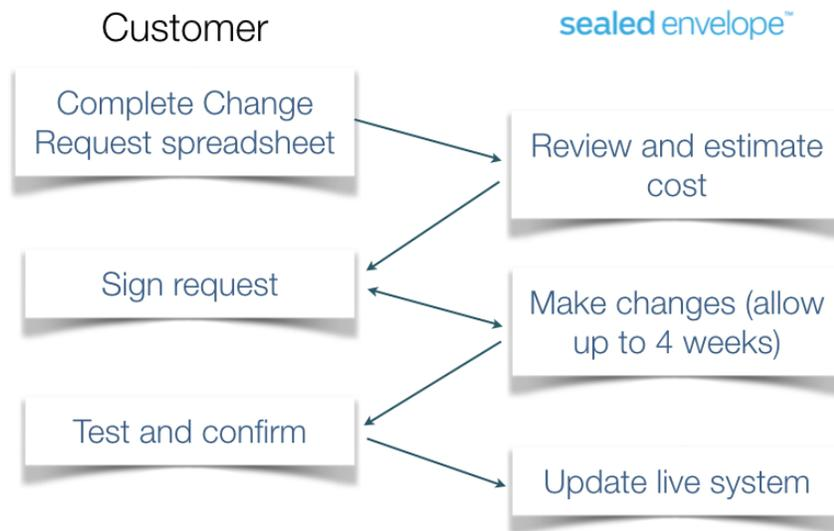 Customer
sealed envelope™
Complete Change
Request spreadsheet
Review and estimate
cost
Sign request
Make changes (allow
up to 4 weeks)
Test and confirm
Update live system